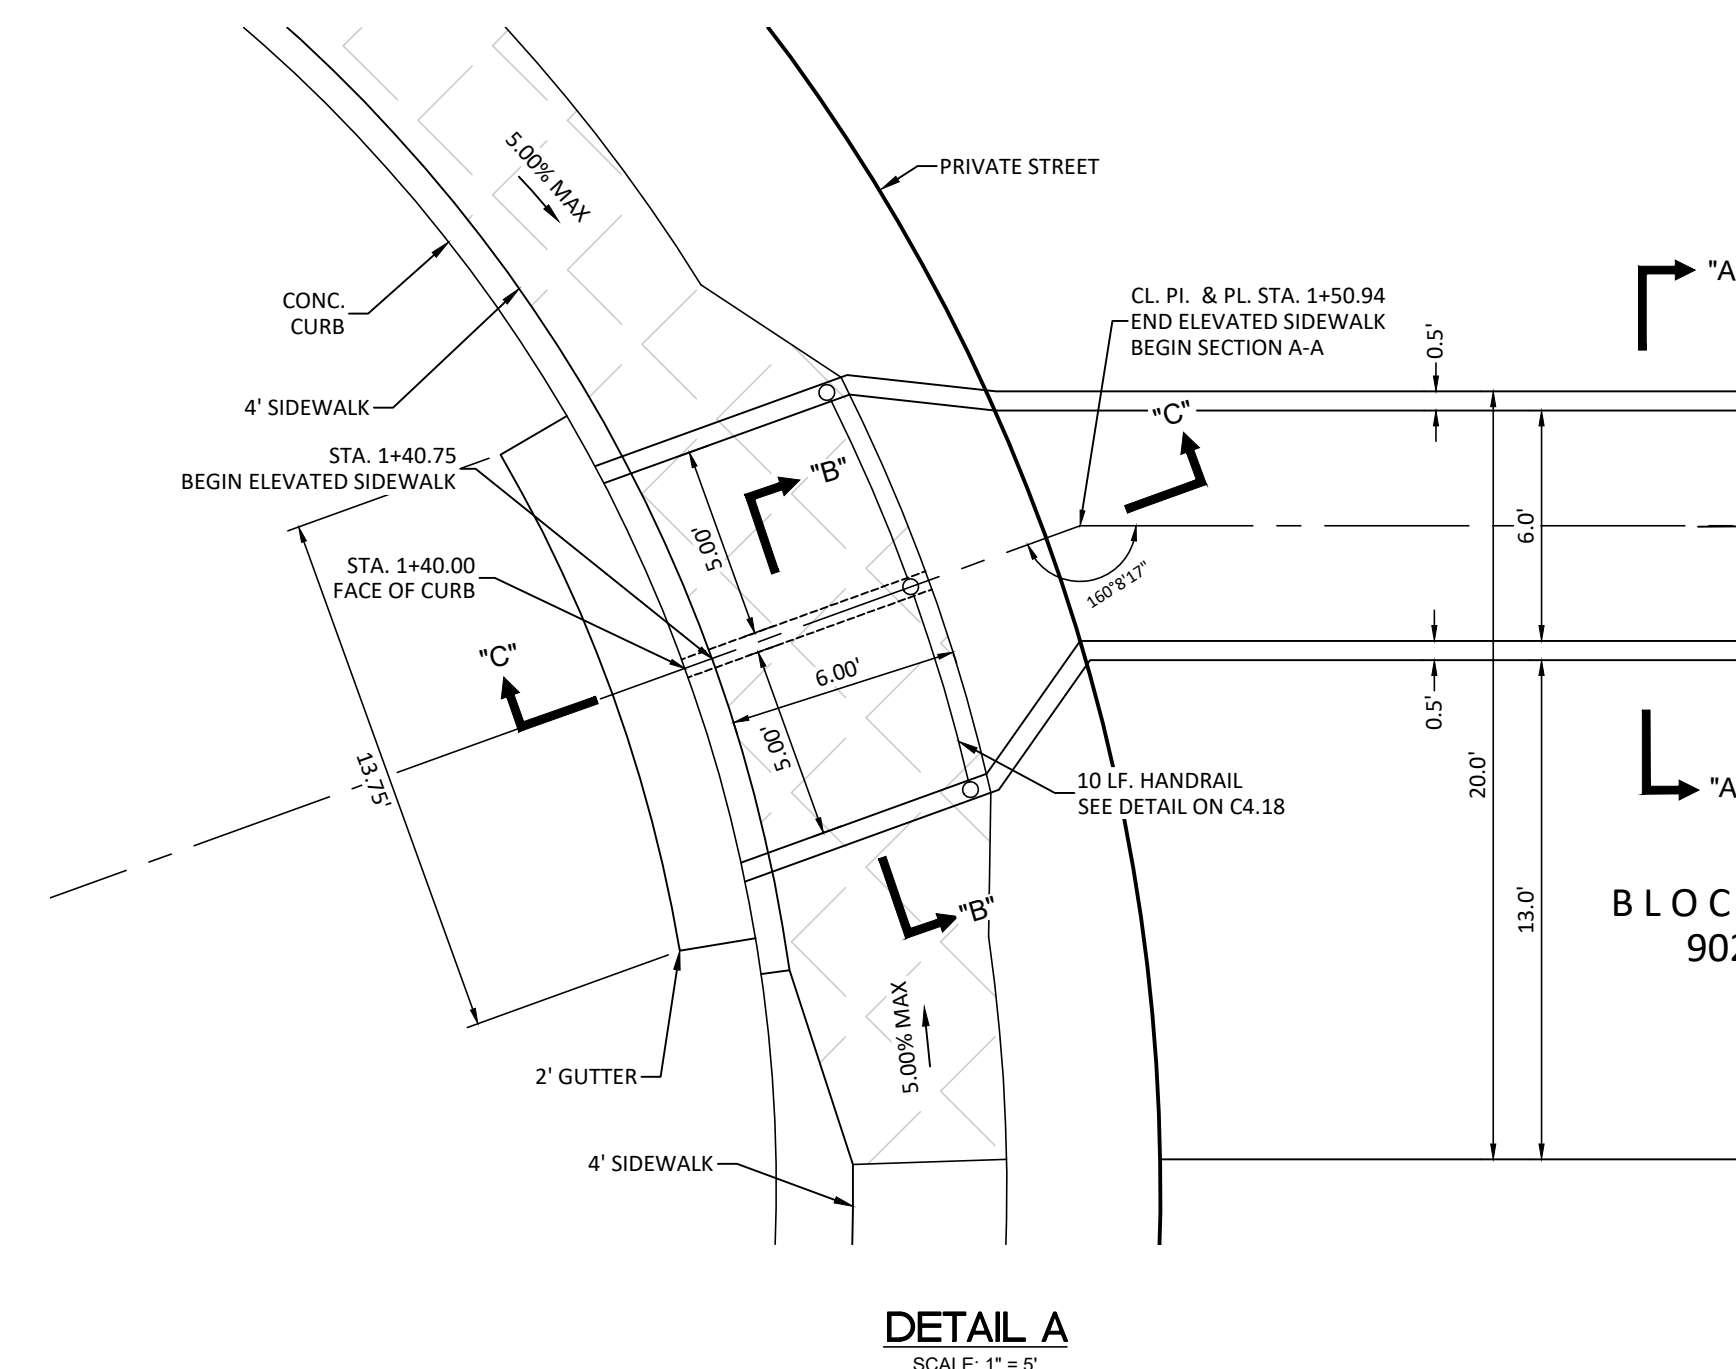 PRIVATE STREET
5.00% MAX
"A
CONC.
CURB
CL. PI. & PL. STA. 1+50.94
END ELEVATED SIDEWALK
BEGIN SECTION A-A
0.5'
4' SIDEWALK
"C"
STA. 1+40.75
BEGIN ELEVATED SIDEWALK
"B"
5.00'
6.0'
STA. 1+40.00
FACE OF CURB
160°8'17"
"C"
6.00'
0.5'
5.00'
13.75'
20.0'
10 LF. HANDRAIL
SEE DETAIL ON C4.18
"A
"B"
13.0'
BLOC
902
5.00% MAX
2' GUTTER
4' SIDEWALK
DETAIL A
SCALE: 1" = 5'